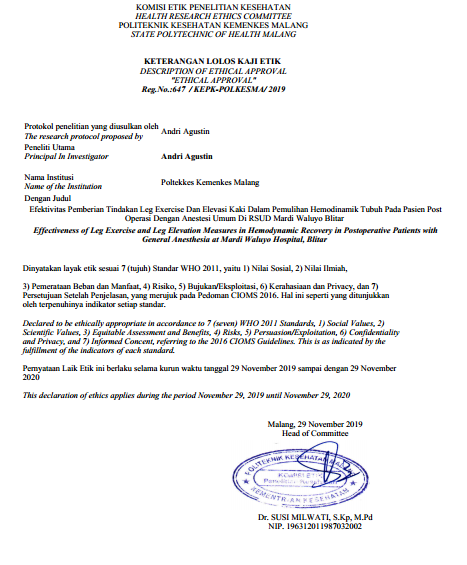 KOMISI ETIK PENELITIAN KESEHATAN
HEALTH RESEARCH ETHICS COMMITTEE
POLITEKNIK KESEHATAN KEMENKES MALANG
STATE POLYTECHNIC OF HEALTH MALANG
KETERANGAN LOLOS KAJI ETIK
DESCRIPTION OF ETHICAL APPROVAL
"ETHICAL APPROVAL"
Reg.No.:647 / KEPK-POLKESMA/ 2019
Protokol penelitian yang diusulkan oleh Andri Agustin
The research protocol proposed by
Peneliti Utama
Principal In Investigator Andri Agustin
Nama Institusi Poltekkes Kemenkes Malang
Name of the Institution
Dengan Judul
Efektivitas Pemberian Tindakan Leg Exercise Dan Elevasi Kaki Dalam Pemulihan Hemodinamik Tubuh Pada Pasien Post
Operasi Dengan Anestesi Umum Di RSUD Mardi Waluyo Blitar
Effectiveness of Leg Exercise and Leg Elevation Measures in Hemodynamic Recovery in Postoperative Patients with
General Anesthesia at Mardi Waluyo Hospital, Blitar
Dinyatakan layak etik sesuai 7 (tujuh) Standar WHO 2011, yaitu 1) Nilai Sosial, 2) Nilai Ilmiah,
3) Pemerataan Beban dan Manfaat, 4) Risiko, 5) Bujukan/Eksploitasi, 6) Kerahasiaan and Privacy, dan 7)
Persetujuan Setelah Penjelasan, yang merujuk pada Pedoman CIOMS 2016. Hal ini seperti yang ditunjukkan
oleh terpenuhinya indikator setiap standar.
Declared to be ethically appropriate in accordance to 7 (seven) WHO 2011 Standards, 1) Social Values, 2)
Scientific Values, 3) Equitable Assessment and Benefits, 4) Risks, 5) Persuation/Exploitation, 6) Confidentiality
and Privacy, and 7) Informed Concent, referring to the 2016 CIOMS Guidelines. This is as indicated by the
fulfillment of the indicators of each standard.
Pernyataan Laik Etik ini berlaku selama kurun waktu tanggal 29 November 2019 sampai dengan 29 November
2020
This declaration of ethics applies during the period November 29, 2019 until November 29, 2020
Malang, 29 November 2019
Head of Committee
POLITEKNIK KESEHATAN
KEMENTRIAN KESEHATAN
Dr. SUSI MILWATI, S.Kp, M.Pd
NIP. 196312011987032002